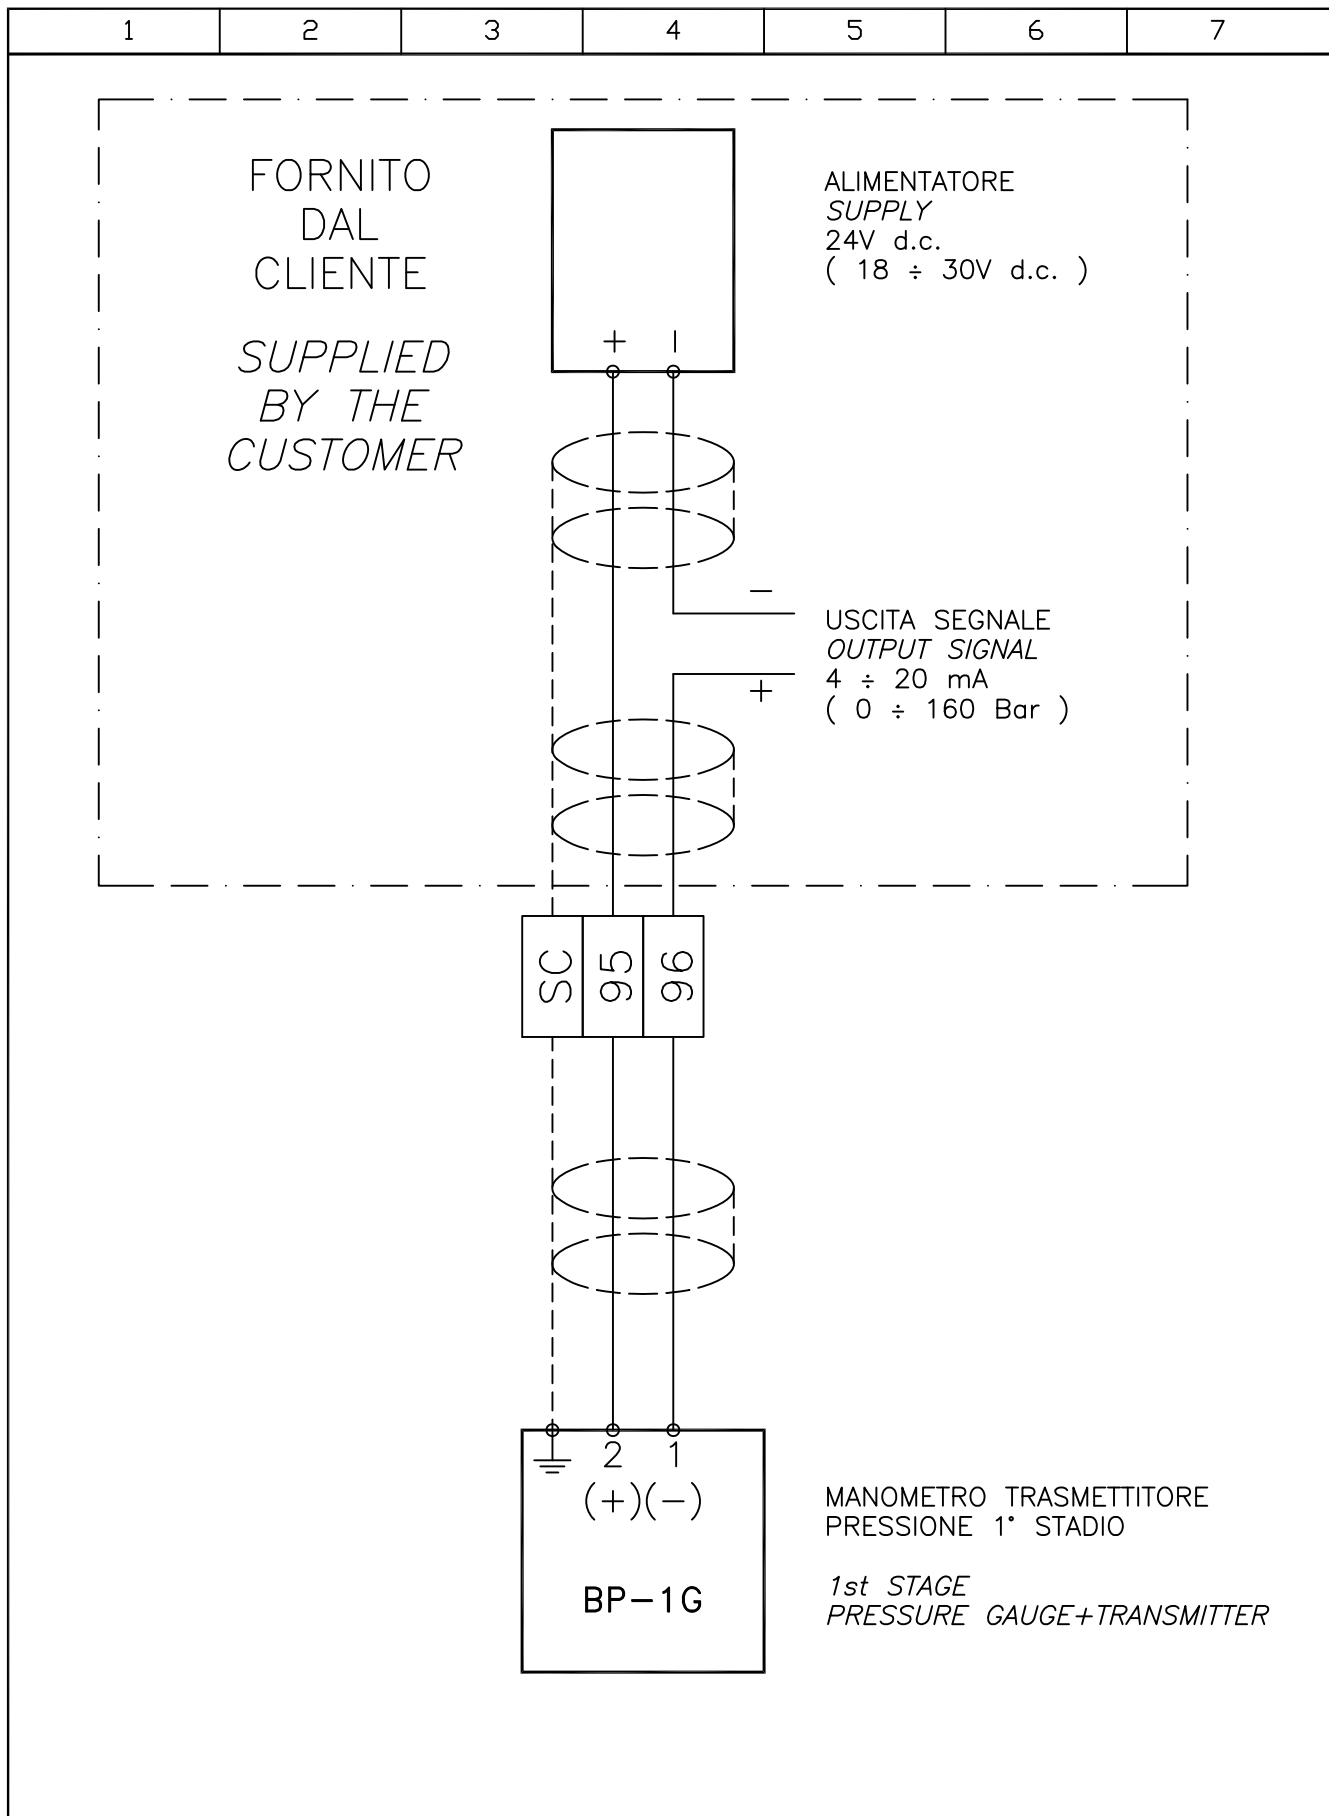 1 2 3 4 5 6 7
FORNITO
DAL
CLIENTE
SUPPLIED
BY THE
CUSTOMER
ALIMENTATORE
SUPPLY
24V d.c.
( 18 ÷ 30V d.c. )
+ −
−
USCITA SEGNALE
OUTPUT SIGNAL
4 ÷ 20 mA
( 0 ÷ 160 Bar )
+
SC 95 96
2 1
(+)(−)
BP−1G
MANOMETRO TRASMETTITORE
PRESSIONE 1° STADIO
1st STAGE
PRESSURE GAUGE+TRANSMITTER